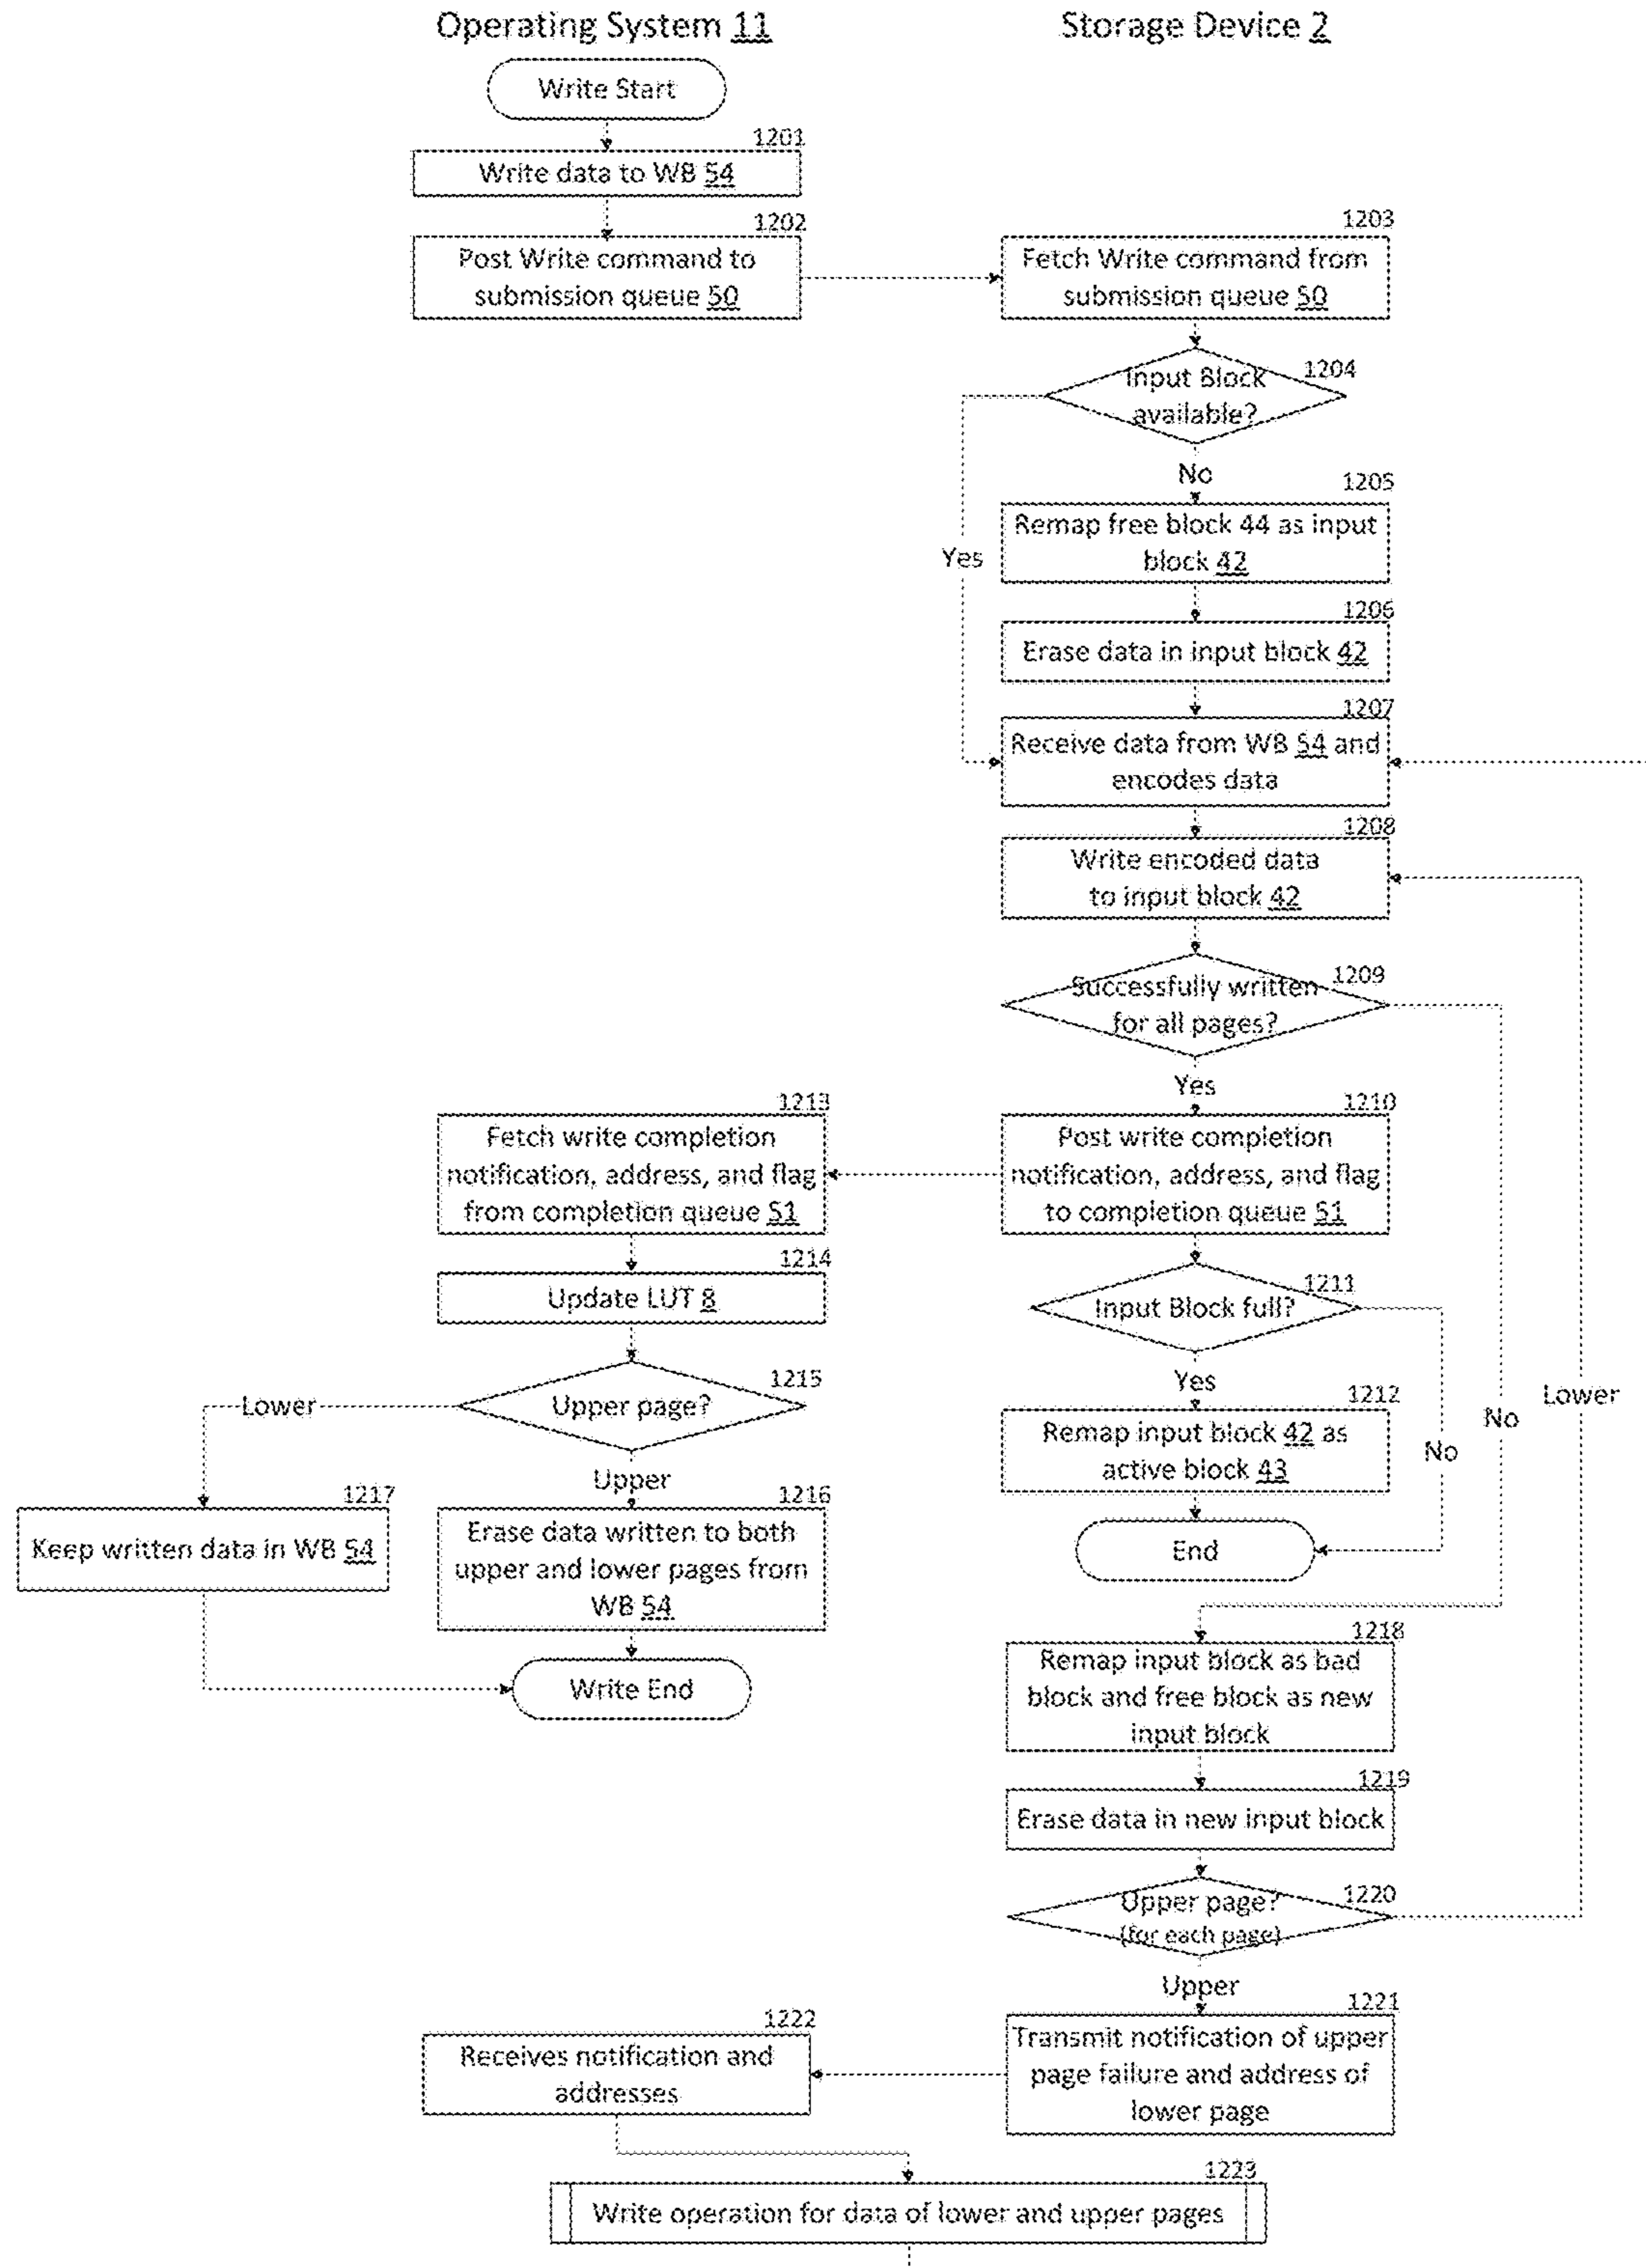 Operating System 11
Storage Device 2
Write Start
1201
Write data to WB 54
1202
Post Write command to
submission queue 50
1203
Fetch Write command from
submission queue 50
1204
Input Block
available?
No
Yes
1205
Remap free block 44 as input
block 42
1206
Erase data in input block 42
1207
Receive data from WB 54 and
encodes data
1208
Write encoded data
to input block 42
1209
Successfully written
for all pages?
Yes
No
1210
Post write completion
notification, address, and flag
to completion queue 51
1213
Fetch write completion
notification, address, and flag
from completion queue 51
1214
Update LUT 8
1211
Input Block full?
Yes
No
1212
Remap input block 42 as
active block 43
End
1215
Upper page?
Lower
Upper
1217
Keep written data in WB 54
1216
Erase data written to both
upper and lower pages from
WB 54
Write End
1218
Remap input block as bad
block and free block as new
input block
1219
Erase data in new input block
1220
Upper page?
(for each page)
Lower
Upper
1221
Transmit notification of upper
page failure and address of
lower page
1222
Receives notification and
addresses
1223
Write operation for data of lower and upper pages